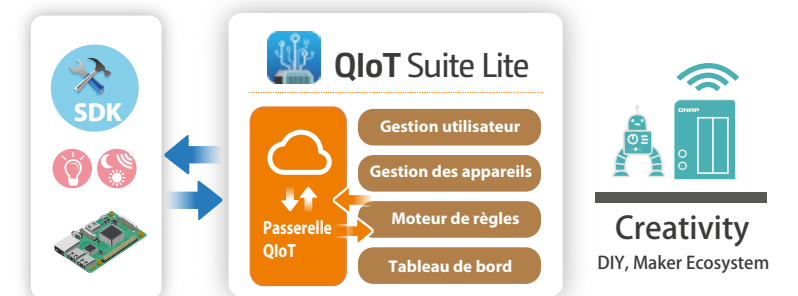 SDK
QIoT Suite Lite
Passerelle
QIoT
Gestion utilisateur
Gestion des appareils
Moteur de règles
Tableau de bord
QNAP
Creativity
DIY, Maker Ecosystem